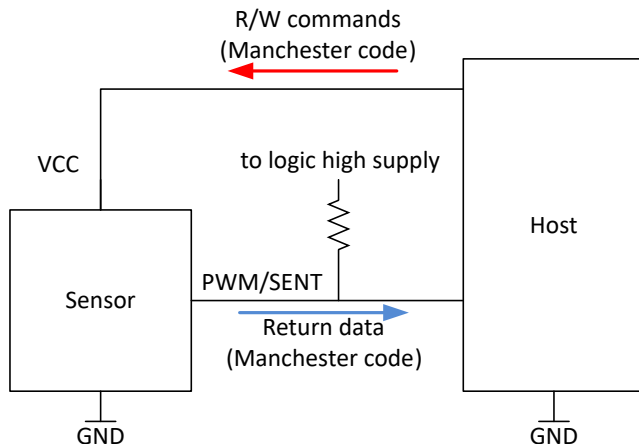 R/W commands
(Manchester code)
VCC
to logic high supply
Host
Sensor
PWM/SENT
Return data
(Manchester code)
GND
GND